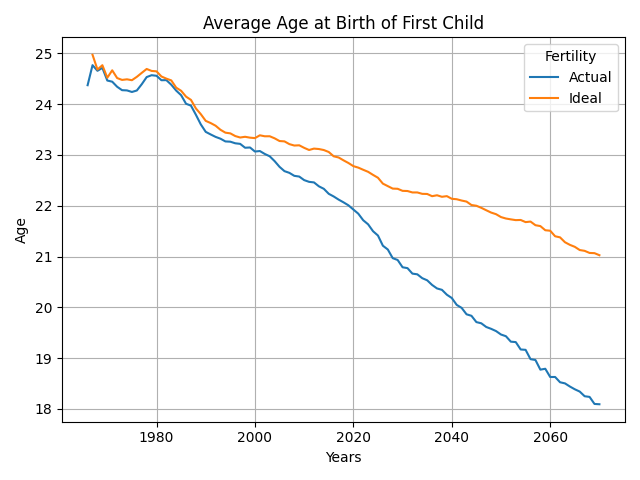 Average Age at Birth of First Child
Fertility
Actual
Ideal
Age
25
24
23
22
21
20
19
18
1980
2000
2020
2040
2060
Years